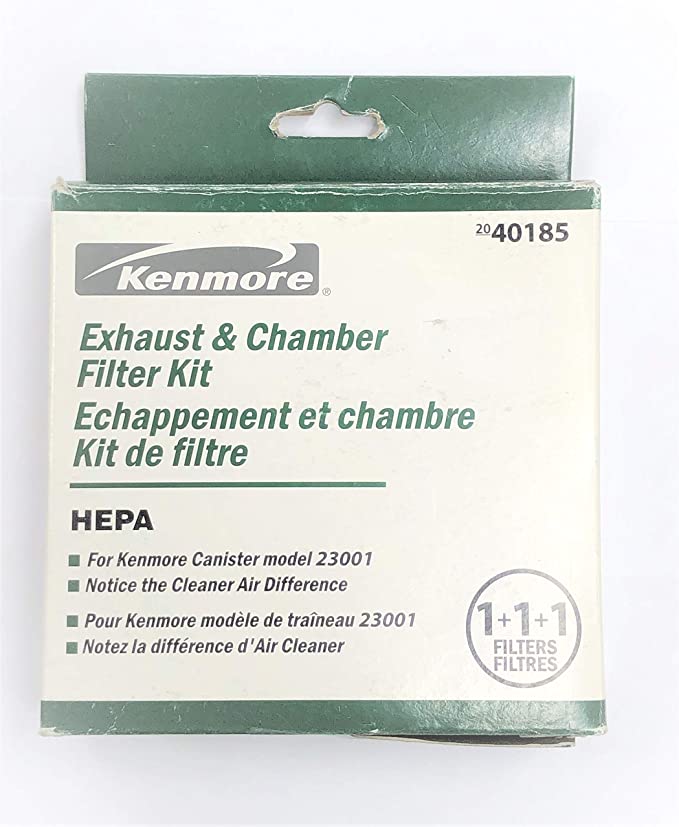 2040185
Kenmore®
Exhaust & Chamber
Filter Kit
Echappement et chambre
Kit de filtre
HEPA
For Kenmore Canister model 23001
Notice the Cleaner Air Difference
Pour Kenmore modèle de traîneau 23001
Notez la différence d'Air Cleaner
1+1+1
FILTERS
FILTRES